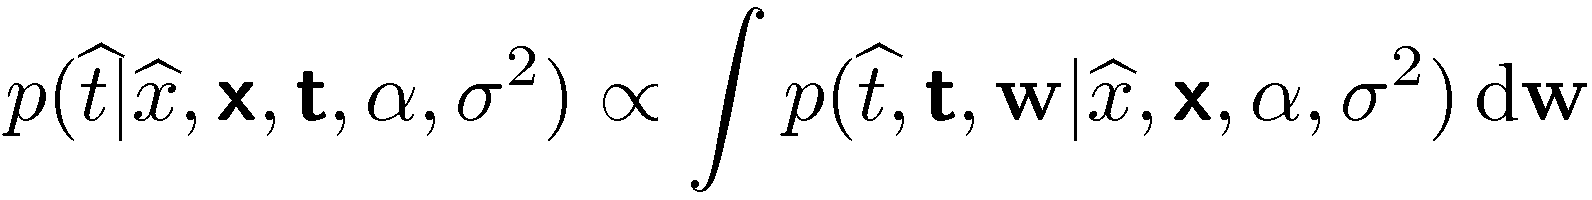 p(t̂|x̂, 𝘅, 𝘁, α, σ²) ∝ ∫ p(t̂, 𝘁, 𝐰|x̂, 𝘅, α, σ²) d𝐰